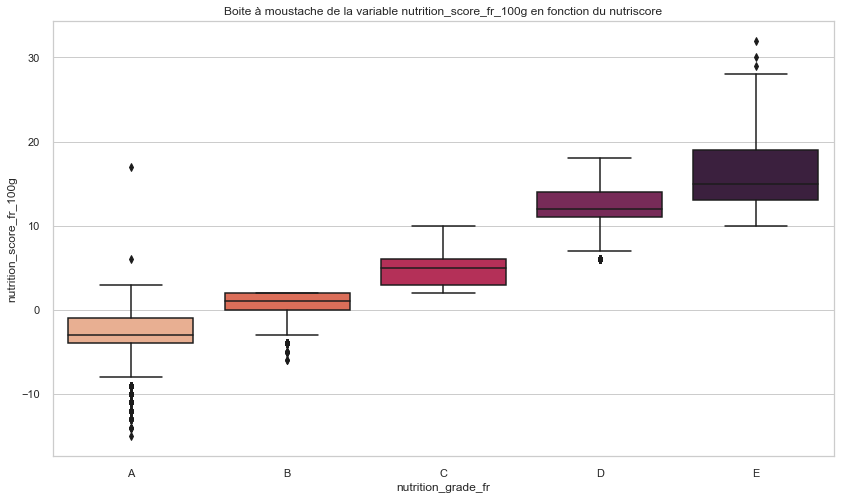 Boite à moustache de la variable nutrition_score_fr_100g en fonction du nutriscore
nutrition_score_fr_100g
30
20
10
0
−10
A B C D E
nutrition_grade_fr